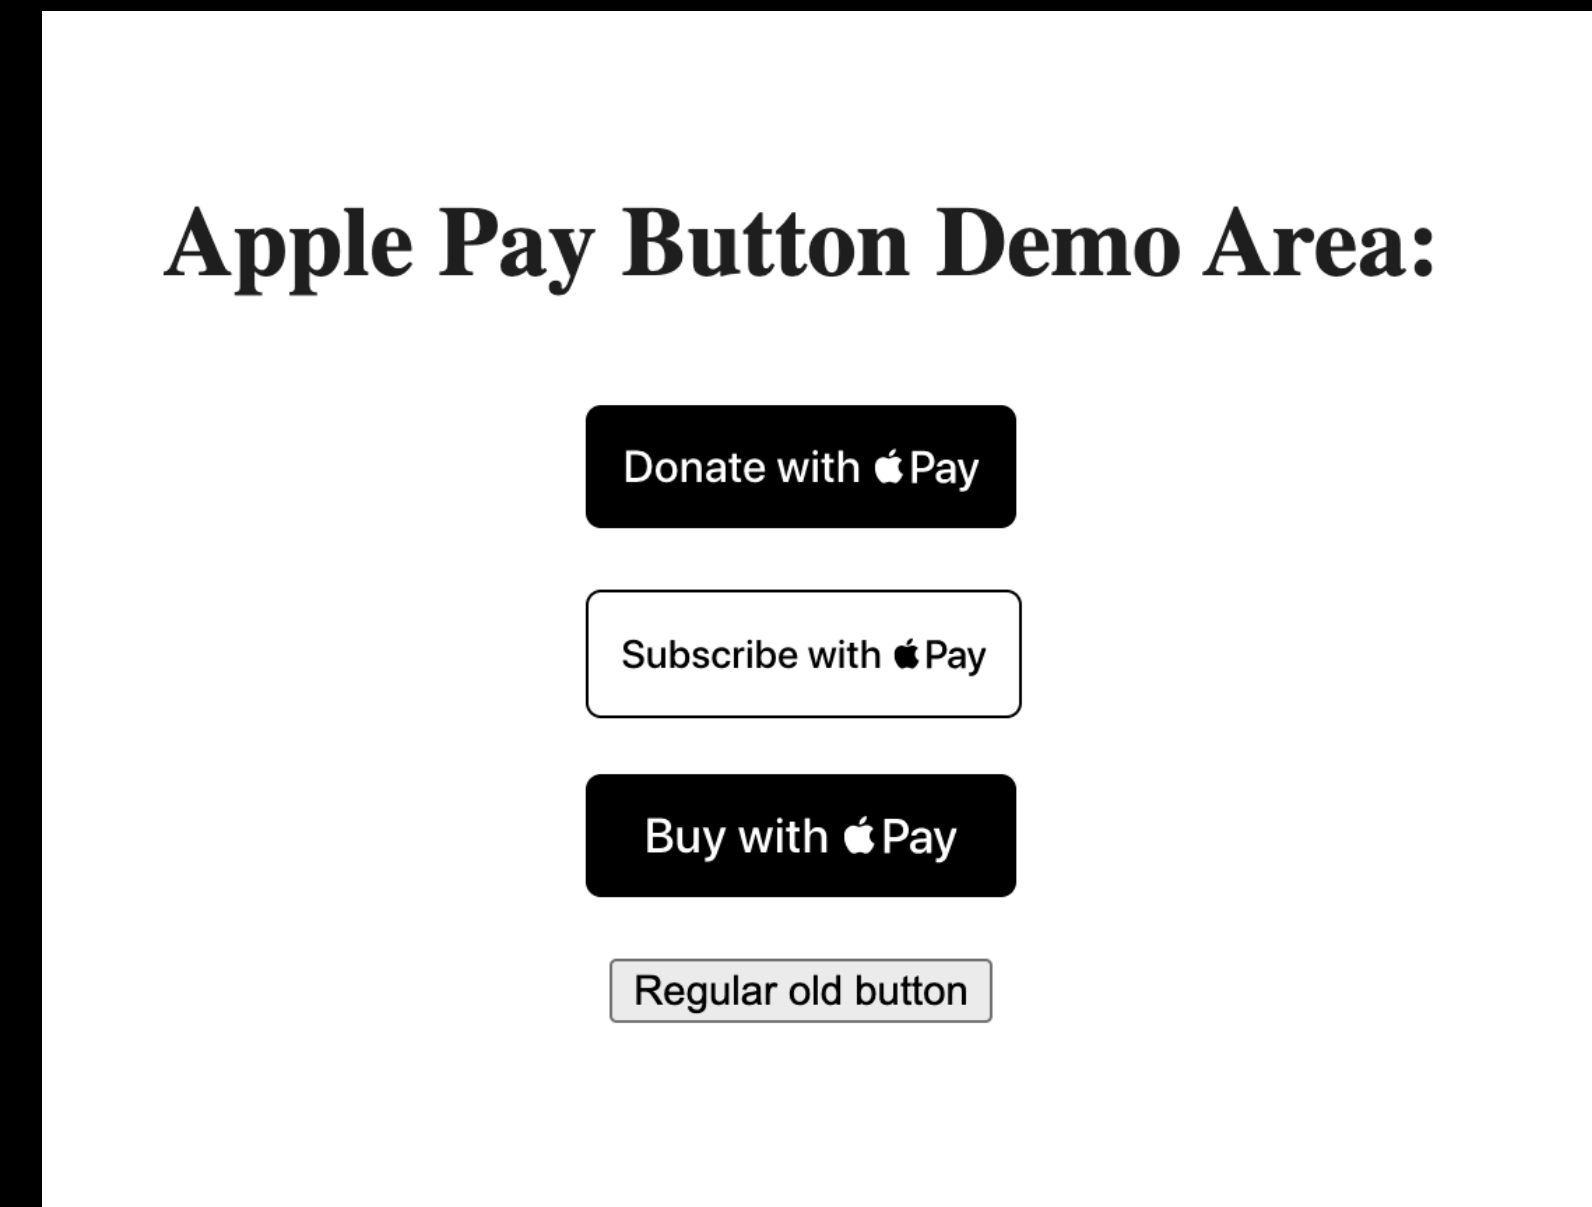 Apple Pay Button Demo Area:
Donate with Pay
Subscribe with Pay
Buy with Pay
Regular old button